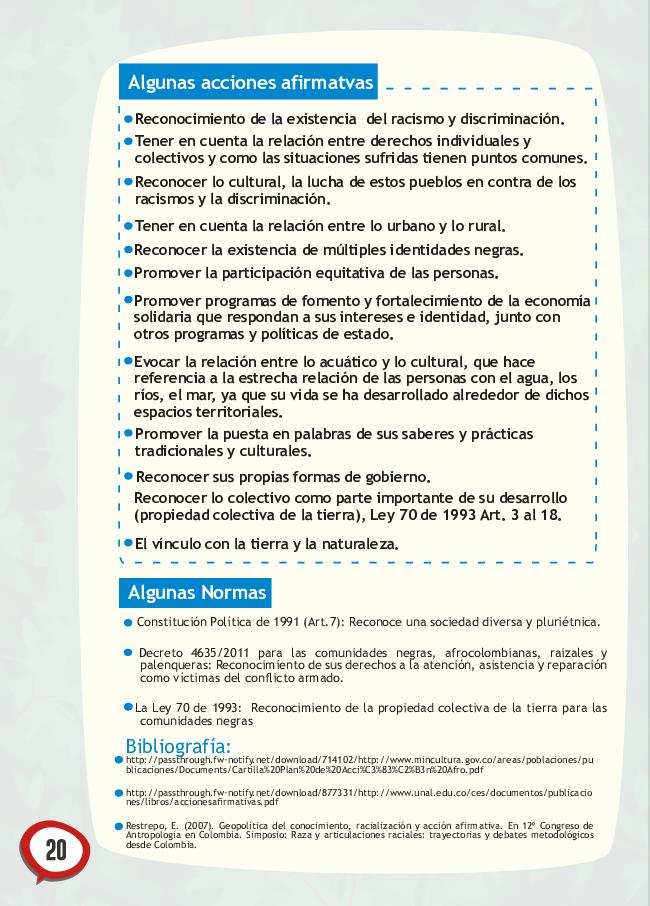 Algunas acciones afirmatvas
Reconocimiento de la existencia del racismo y discriminación.
Tener en cuenta la relación entre derechos individuales y
colectivos y como las situaciones sufridas tienen puntos comunes.
Reconocer lo cultural, la lucha de estos pueblos en contra de los
racismos y la discriminación.
Tener en cuenta la relación entre lo urbano y lo rural.
Reconocer la existencia de múltiples identidades negras.
Promover la participación equitativa de las personas.
Promover programas de fomento y fortalecimiento de la economía
solidaria que respondan a sus intereses e identidad, junto con
otros programas y políticas de estado.
Evocar la relación entre lo acuático y lo cultural, que hace
referencia a la estrecha relación de las personas con el agua, los
ríos, el mar, ya que su vida se ha desarrollado alrededor de dichos
espacios territoriales.
Promover la puesta en palabras de sus saberes y prácticas
tradicionales y culturales.
Reconocer sus propias formas de gobierno.
Reconocer lo colectivo como parte importante de su desarrollo
(propiedad colectiva de la tierra), Ley 70 de 1993 Art. 3 al 18.
El vínculo con la tierra y la naturaleza.
Algunas Normas
Constitución Política de 1991 (Art.7): Reconoce una sociedad diversa y pluriétnica.
Decreto 4635/2011 para las comunidades negras, afrocolombianas, raizales y
palenqueras: Reconocimiento de sus derechos a la atención, asistencia y reparación
como víctimas del conflicto armado.
La Ley 70 de 1993: Reconocimiento de la propiedad colectiva de la tierra para las
comunidades negras
Bibliografía:
http://passthrough.fw-notify.net/download/714102/http://www.mincultura.gov.co/areas/poblaciones/pu
blicaciones/Documents/Cartilla%20Plan%20de%20Acci%C3%83%C2%B3n%20Afro.pdf
http://passthrough.fw-notify.net/download/877331/http://www.unal.edu.co/ces/documentos/publicacio
nes/libros/accionesafirmativas.pdf
Restrepo, E. (2007). Geopolítica del conocimiento, racialización y acción afirmativa. En 12º Congreso de
Antropología en Colombia. Simposio: Raza y articulaciones raciales: trayectorias y debates metodológicos
desde Colombia.
20